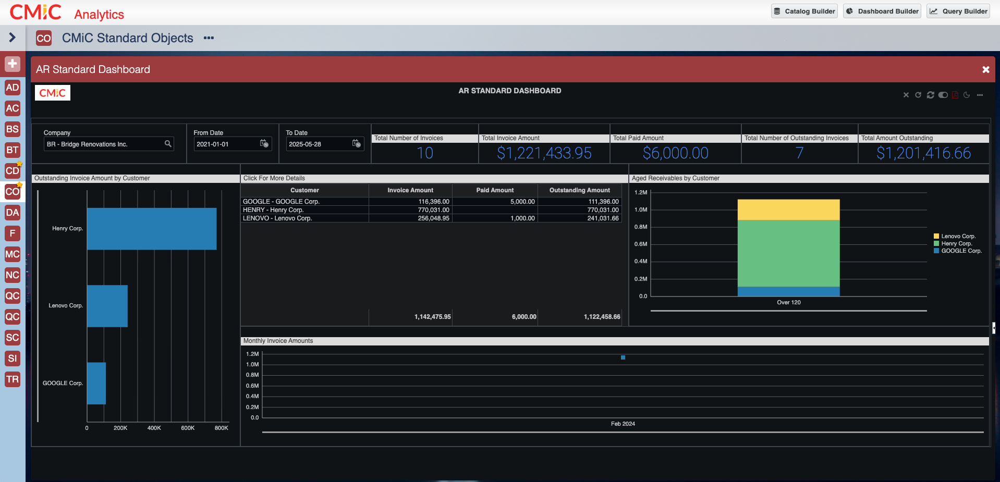 CMiC Analytics
Catalog Builder
Dashboard Builder
Query Builder
CO CMiC Standard Objects
AD
AC
BS
BT
CD
CO
DA
F
MC
NC
QC
QC
SC
SI
TR
AR Standard Dashboard
CMiC
AR STANDARD DASHBOARD
Company
BR - Bridge Renovations Inc.
From Date
2021-01-01
To Date
2025-05-28
Total Number of Invoices
10
Total Invoice Amount
$1,221,433.95
Total Paid Amount
$6,000.00
Total Number of Outstanding Invoices
7
Total Amount Outstanding
$1,201,416.66
Outstanding Invoice Amount by Customer
Henry Corp.
Lenovo Corp.
GOOGLE Corp.
0 200K 400K 600K 800K
Click For More Details
Customer Invoice Amount Paid Amount Outstanding Amount
GOOGLE - GOOGLE Corp. 116,396.00 5,000.00 111,396.00
HENRY - Henry Corp. 770,031.00 770,031.00
LENOVO - Lenovo Corp. 256,048.95 1,000.00 241,031.66
1,142,475.95 6,000.00 1,122,458.66
Aged Receivables by Customer
1.2M
1.0M
0.8M
0.6M
0.4M
0.2M
0.0
Over 120
Lenovo Corp.
Henry Corp.
GOOGLE Corp.
Monthly Invoice Amounts
1.2M
1.0M
0.8M
0.6M
0.4M
0.2M
0.0
Feb 2024